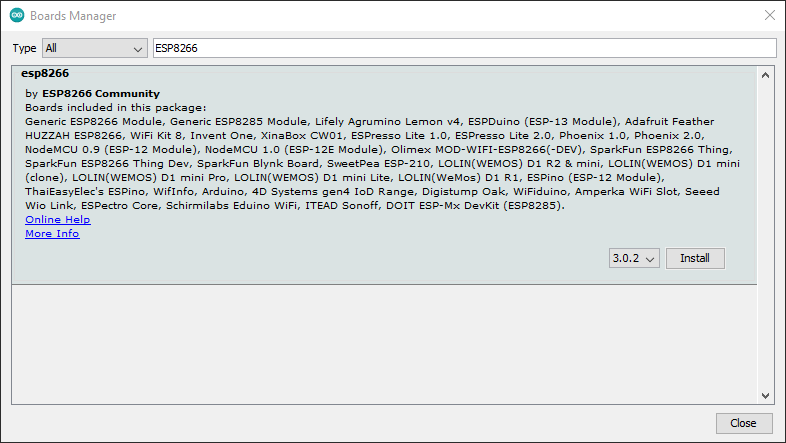 Boards Manager
Type All ESP8266
esp8266
by ESP8266 Community
Boards included in this package:
Generic ESP8266 Module, Generic ESP8285 Module, Lifely Agrumino Lemon v4, ESPDuino (ESP-13 Module), Adafruit Feather
HUZZAH ESP8266, WiFi Kit 8, Invent One, XinaBox CW01, ESPresso Lite 1.0, ESPresso Lite 2.0, Phoenix 1.0, Phoenix 2.0,
NodeMCU 0.9 (ESP-12 Module), NodeMCU 1.0 (ESP-12E Module), Olimex MOD-WIFI-ESP8266(-DEV), SparkFun ESP8266 Thing,
SparkFun ESP8266 Thing Dev, SparkFun Blynk Board, SweetPea ESP-210, LOLIN(WEMOS) D1 R2 & mini, LOLIN(WEMOS) D1 mini
(clone), LOLIN(WEMOS) D1 mini Pro, LOLIN(WEMOS) D1 mini Lite, LOLIN(WeMos) D1 R1, ESPino (ESP-12 Module),
ThaiEasyElec's ESPino, WifInfo, Arduino, 4D Systems gen4 IoD Range, Digistump Oak, WiFiduino, Amperka WiFi Slot, Seeed
Wio Link, ESPectro Core, Schirmilabs Eduino WiFi, ITEAD Sonoff, DOIT ESP-Mx DevKit (ESP8285).
Online Help
More Info
3.0.2 Install
Close